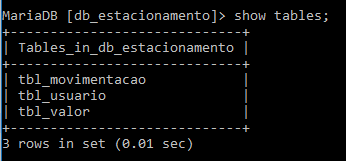 MariaDB [db_estacionamento]> show tables;
+-----------------------------+
| Tables_in_db_estacionamento |
+-----------------------------+
| tbl_movimentacao            |
| tbl_usuario                 |
| tbl_valor                   |
+-----------------------------+
3 rows in set (0.01 sec)